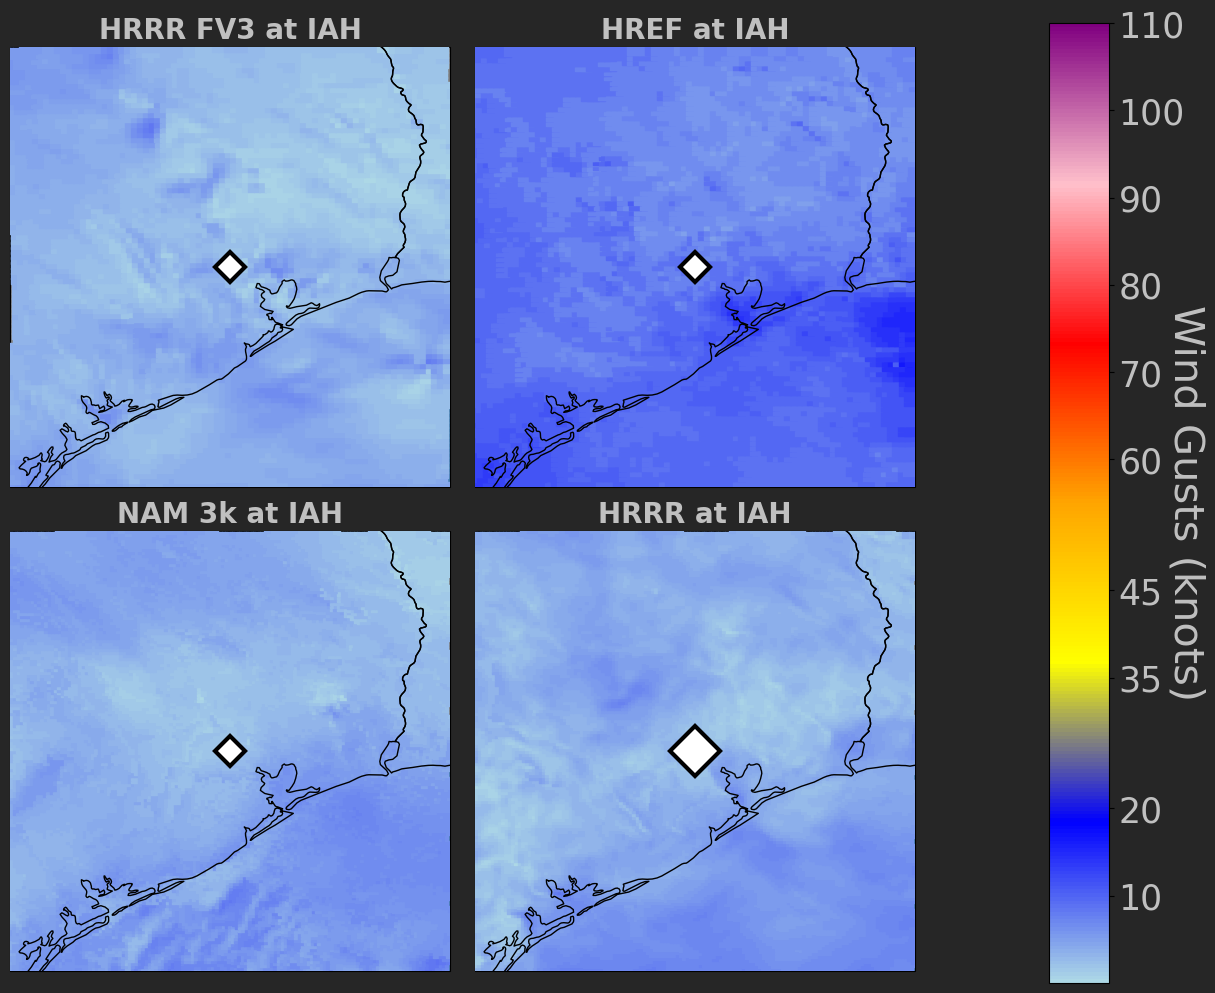 HRRR FV3 at IAH
HREF at IAH
NAM 3k at IAH
HRRR at IAH
110
100
90
80
70
60
45
35
20
10
Wind Gusts (knots)